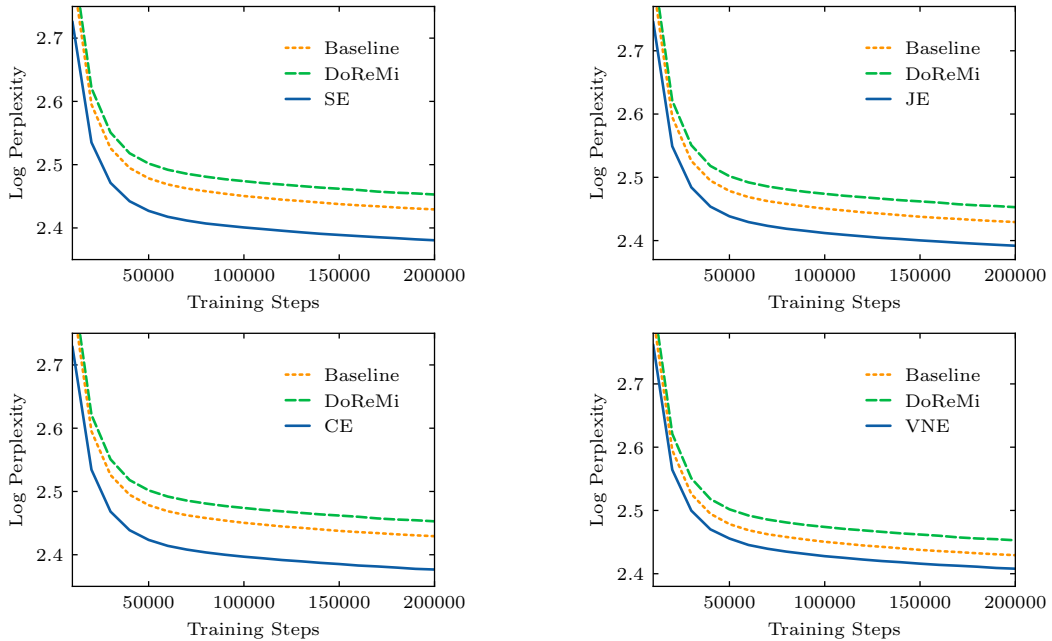 2.7
2.6
2.5
2.4
Log Perplexity
Baseline
DoReMi
SE
50000 100000 150000 200000
Training Steps
2.7
2.6
2.5
2.4
Log Perplexity
Baseline
DoReMi
JE
50000 100000 150000 200000
Training Steps
2.7
2.6
2.5
2.4
Log Perplexity
Baseline
DoReMi
CE
50000 100000 150000 200000
Training Steps
2.7
2.6
2.5
2.4
Log Perplexity
Baseline
DoReMi
VNE
50000 100000 150000 200000
Training Steps